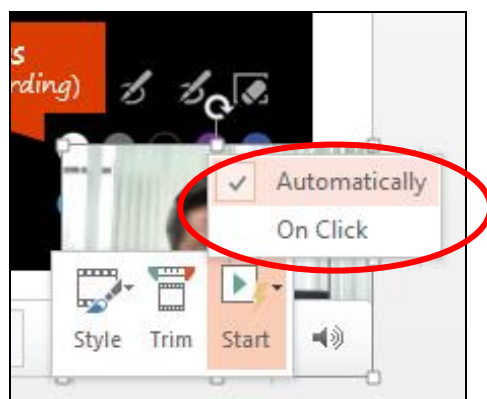 s
rding)
Automatically
On Click
Style Trim Start